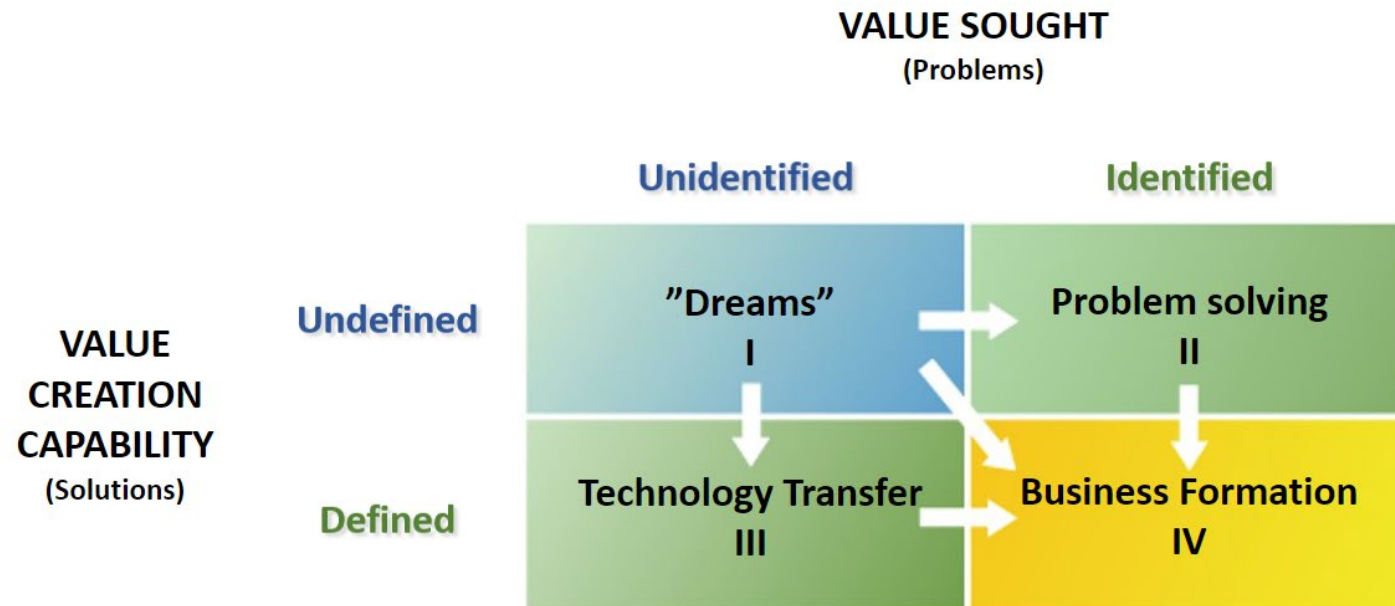 VALUE SOUGHT
(Problems)
Unidentified
Identified
Undefined
”Dreams”
I
Problem solving
II
VALUE
CREATION
CAPABILITY
(Solutions)
Defined
Technology Transfer
III
Business Formation
IV